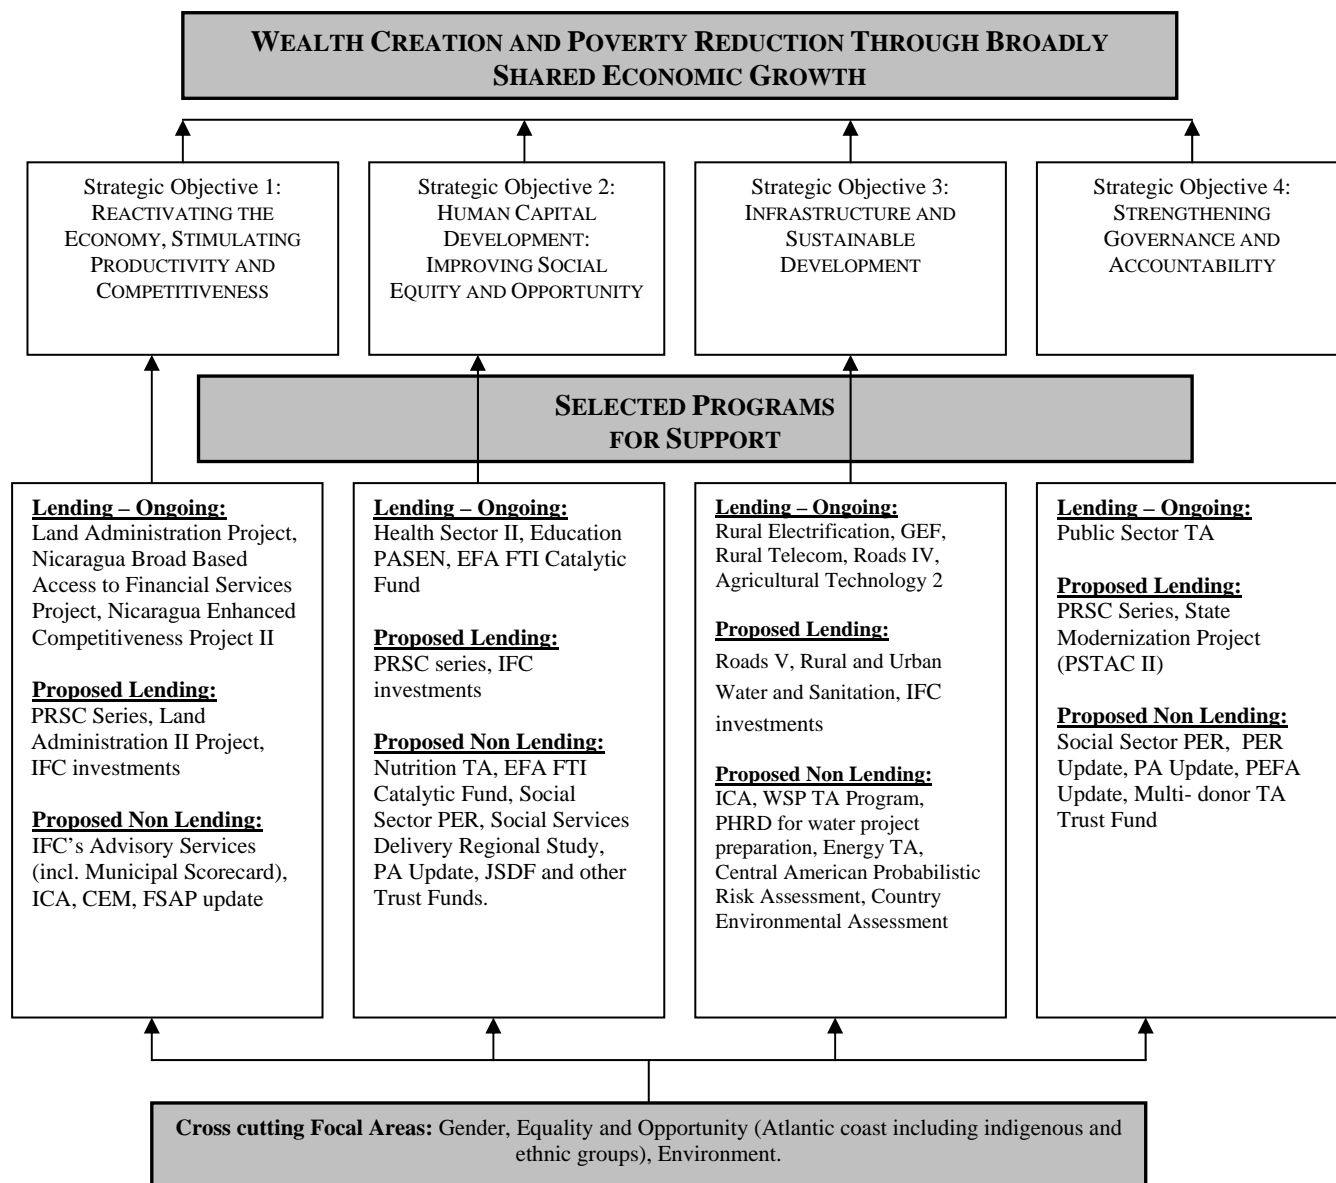 WEALTH CREATION AND POVERTY REDUCTION THROUGH BROADLY
SHARED ECONOMIC GROWTH
Strategic Objective 1:
REACTIVATING THE
ECONOMY, STIMULATING
PRODUCTIVITY AND
COMPETITIVENESS
Strategic Objective 2:
HUMAN CAPITAL
DEVELOPMENT:
IMPROVING SOCIAL
EQUITY AND OPPORTUNITY
Strategic Objective 3:
INFRASTRUCTURE AND
SUSTAINABLE
DEVELOPMENT
Strategic Objective 4:
STRENGTHENING
GOVERNANCE AND
ACCOUNTABILITY
SELECTED PROGRAMS
FOR SUPPORT
Lending – Ongoing:
Land Administration Project,
Nicaragua Broad Based
Access to Financial Services
Project, Nicaragua Enhanced
Competitiveness Project II
Proposed Lending:
PRSC Series, Land
Administration II Project,
IFC investments
Proposed Non Lending:
IFC's Advisory Services
(incl. Municipal Scorecard),
ICA, CEM, FSAP update
Lending – Ongoing:
Health Sector II, Education
PASEN, EFA FTI Catalytic
Fund
Proposed Lending:
PRSC series, IFC
investments
Proposed Non Lending:
Nutrition TA, EFA FTI
Catalytic Fund, Social
Sector PER, Social Services
Delivery Regional Study,
PA Update, JSDF and other
Trust Funds.
Lending – Ongoing:
Rural Electrification, GEF,
Rural Telecom, Roads IV,
Agricultural Technology 2
Proposed Lending:
Roads V, Rural and Urban
Water and Sanitation, IFC
investments
Proposed Non Lending:
ICA, WSP TA Program,
PHRD for water project
preparation, Energy TA,
Central American Probabilistic
Risk Assessment, Country
Environmental Assessment
Lending – Ongoing:
Public Sector TA
Proposed Lending:
PRSC Series, State
Modernization Project
(PSTAC II)
Proposed Non Lending:
Social Sector PER, PER
Update, PA Update, PEFA
Update, Multi- donor TA
Trust Fund
Cross cutting Focal Areas: Gender, Equality and Opportunity (Atlantic coast including indigenous and
ethnic groups), Environment.